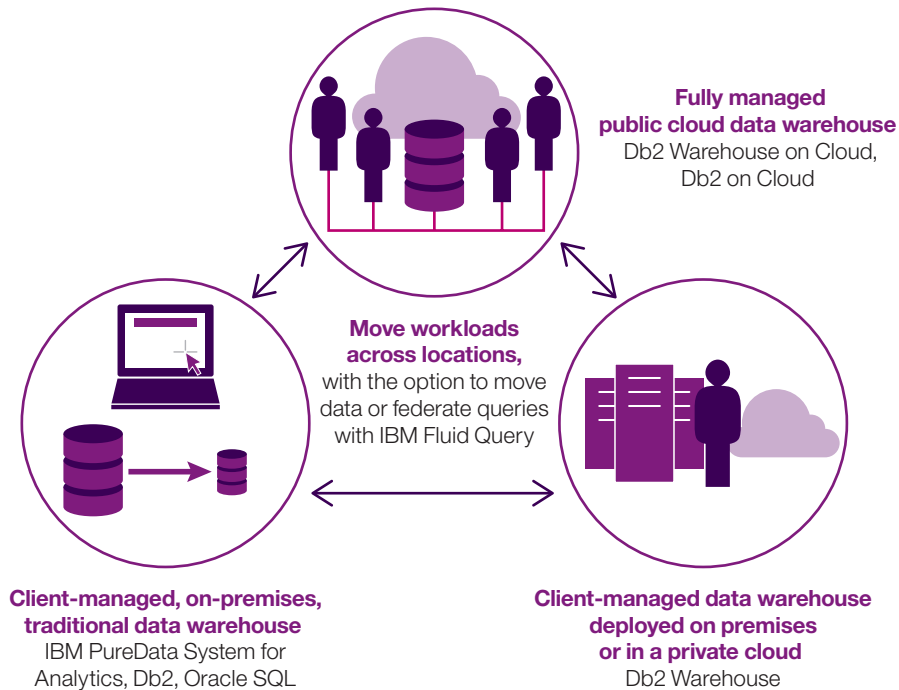 Fully managed
public cloud data warehouse
Db2 Warehouse on Cloud,
Db2 on Cloud
Move workloads
across locations,
with the option to move
data or federate queries
with IBM Fluid Query
Client-managed, on-premises,
traditional data warehouse
IBM PureData System for
Analytics, Db2, Oracle SQL
Client-managed data warehouse
deployed on premises
or in a private cloud
Db2 Warehouse